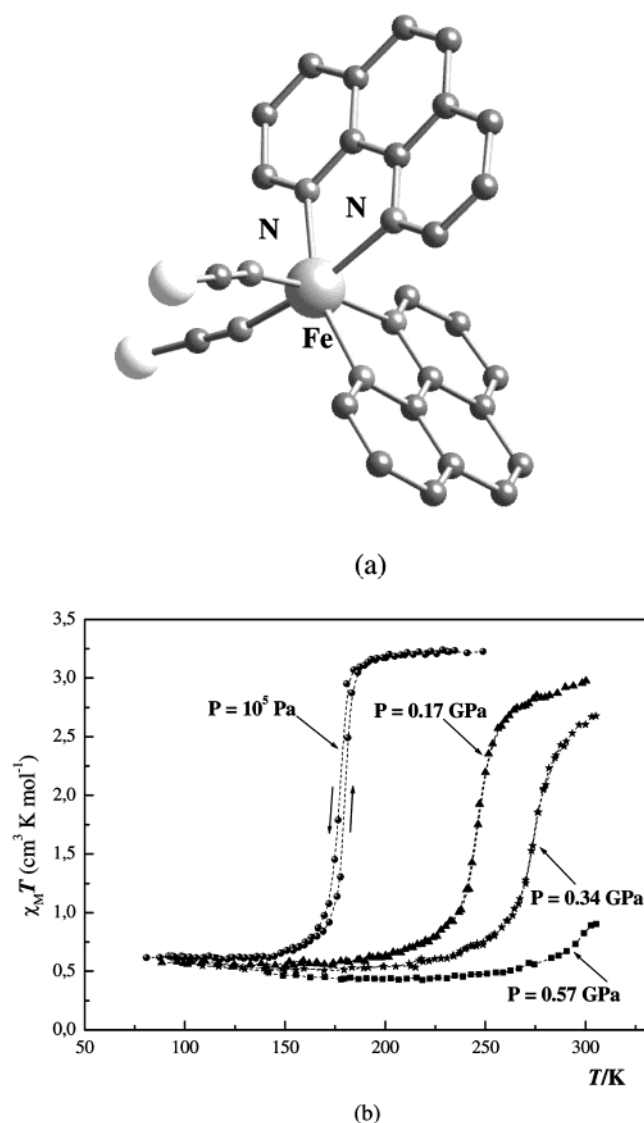 N
N
Fe
(a)
3,5
3,0
2,5
2,0
1,5
1,0
0,5
0,0
χ_M T (cm³ K mol⁻¹)
P = 10⁵ Pa
P = 0.17 GPa
P = 0.34 GPa
P = 0.57 GPa
50 100 150 200 250 300
T/K
(b)